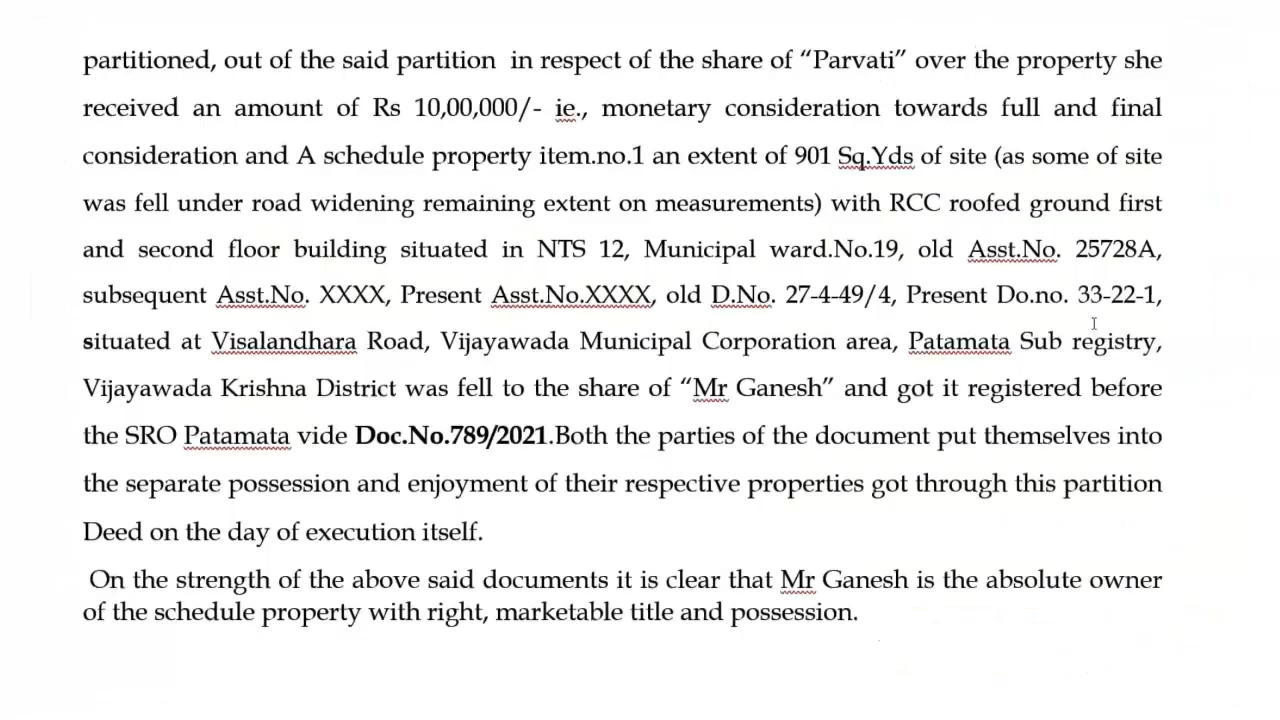 partitioned, out of the said partition in respect of the share of “Parvati” over the property she
received an amount of Rs 10,00,000/- ie., monetary consideration towards full and final
consideration and A schedule property item.no.1 an extent of 901 Sq.Yds of site (as some of site
was fell under road widening remaining extent on measurements) with RCC roofed ground first
and second floor building situated in NTS 12, Municipal ward.No.19, old Asst.No. 25728A,
subsequent Asst.No. XXXX, Present Asst.No.XXXX, old D.No. 27-4-49/4, Present Do.no. 33-22-1,
situated at Visalandhara Road, Vijayawada Municipal Corporation area, Patamata Sub registry,
Vijayawada Krishna District was fell to the share of “Mr Ganesh” and got it registered before
the SRO Patamata vide Doc.No.789/2021.Both the parties of the document put themselves into
the separate possession and enjoyment of their respective properties got through this partition
Deed on the day of execution itself.
On the strength of the above said documents it is clear that Mr Ganesh is the absolute owner
of the schedule property with right, marketable title and possession.